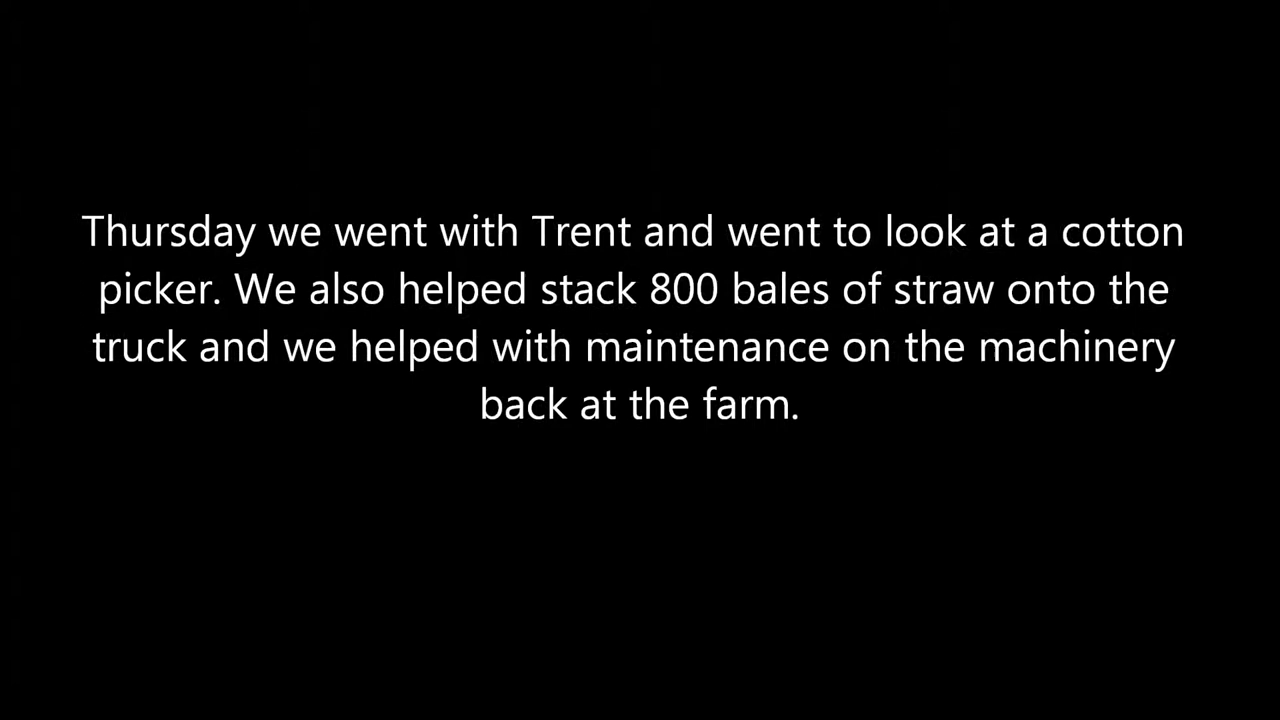 Thursday we went with Trent and went to look at a cotton
picker. We also helped stack 800 bales of straw onto the
truck and we helped with maintenance on the machinery
back at the farm.